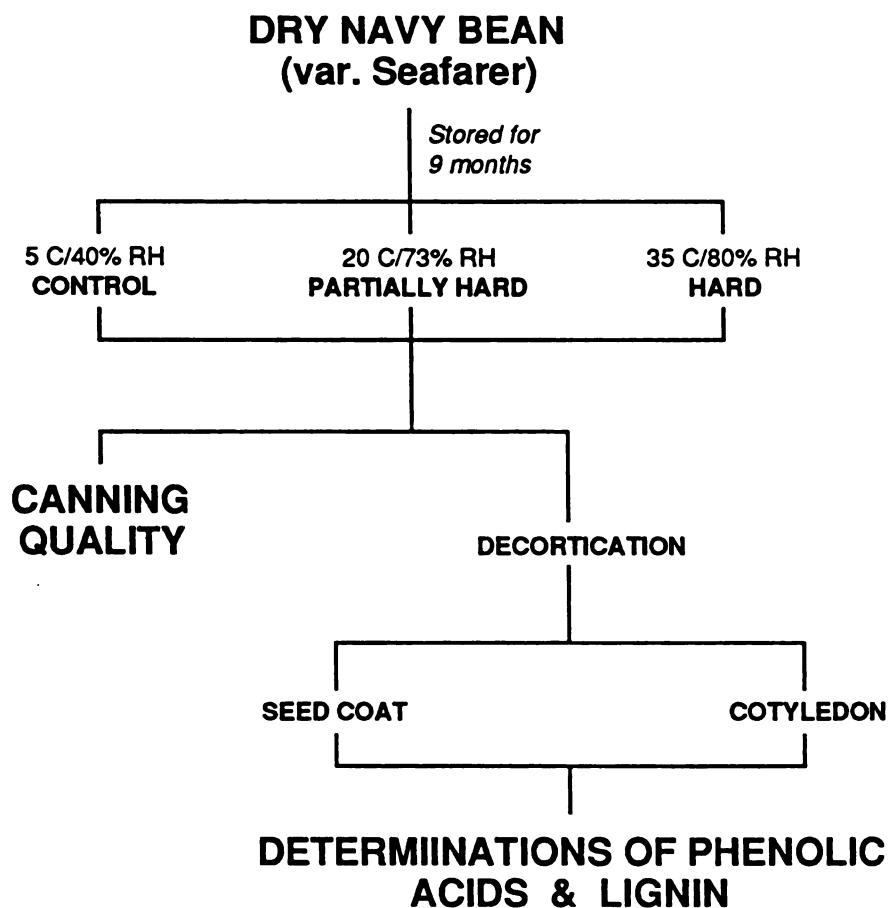 DRY NAVY BEAN
(var. Seafarer)
Stored for
9 months
5 C/40% RH
CONTROL
20 C/73% RH
PARTIALLY HARD
35 C/80% RH
HARD
CANNING
QUALITY
DECORTICATION
SEED COAT
COTYLEDON
DETERMIINATIONS OF PHENOLIC
ACIDS & LIGNIN